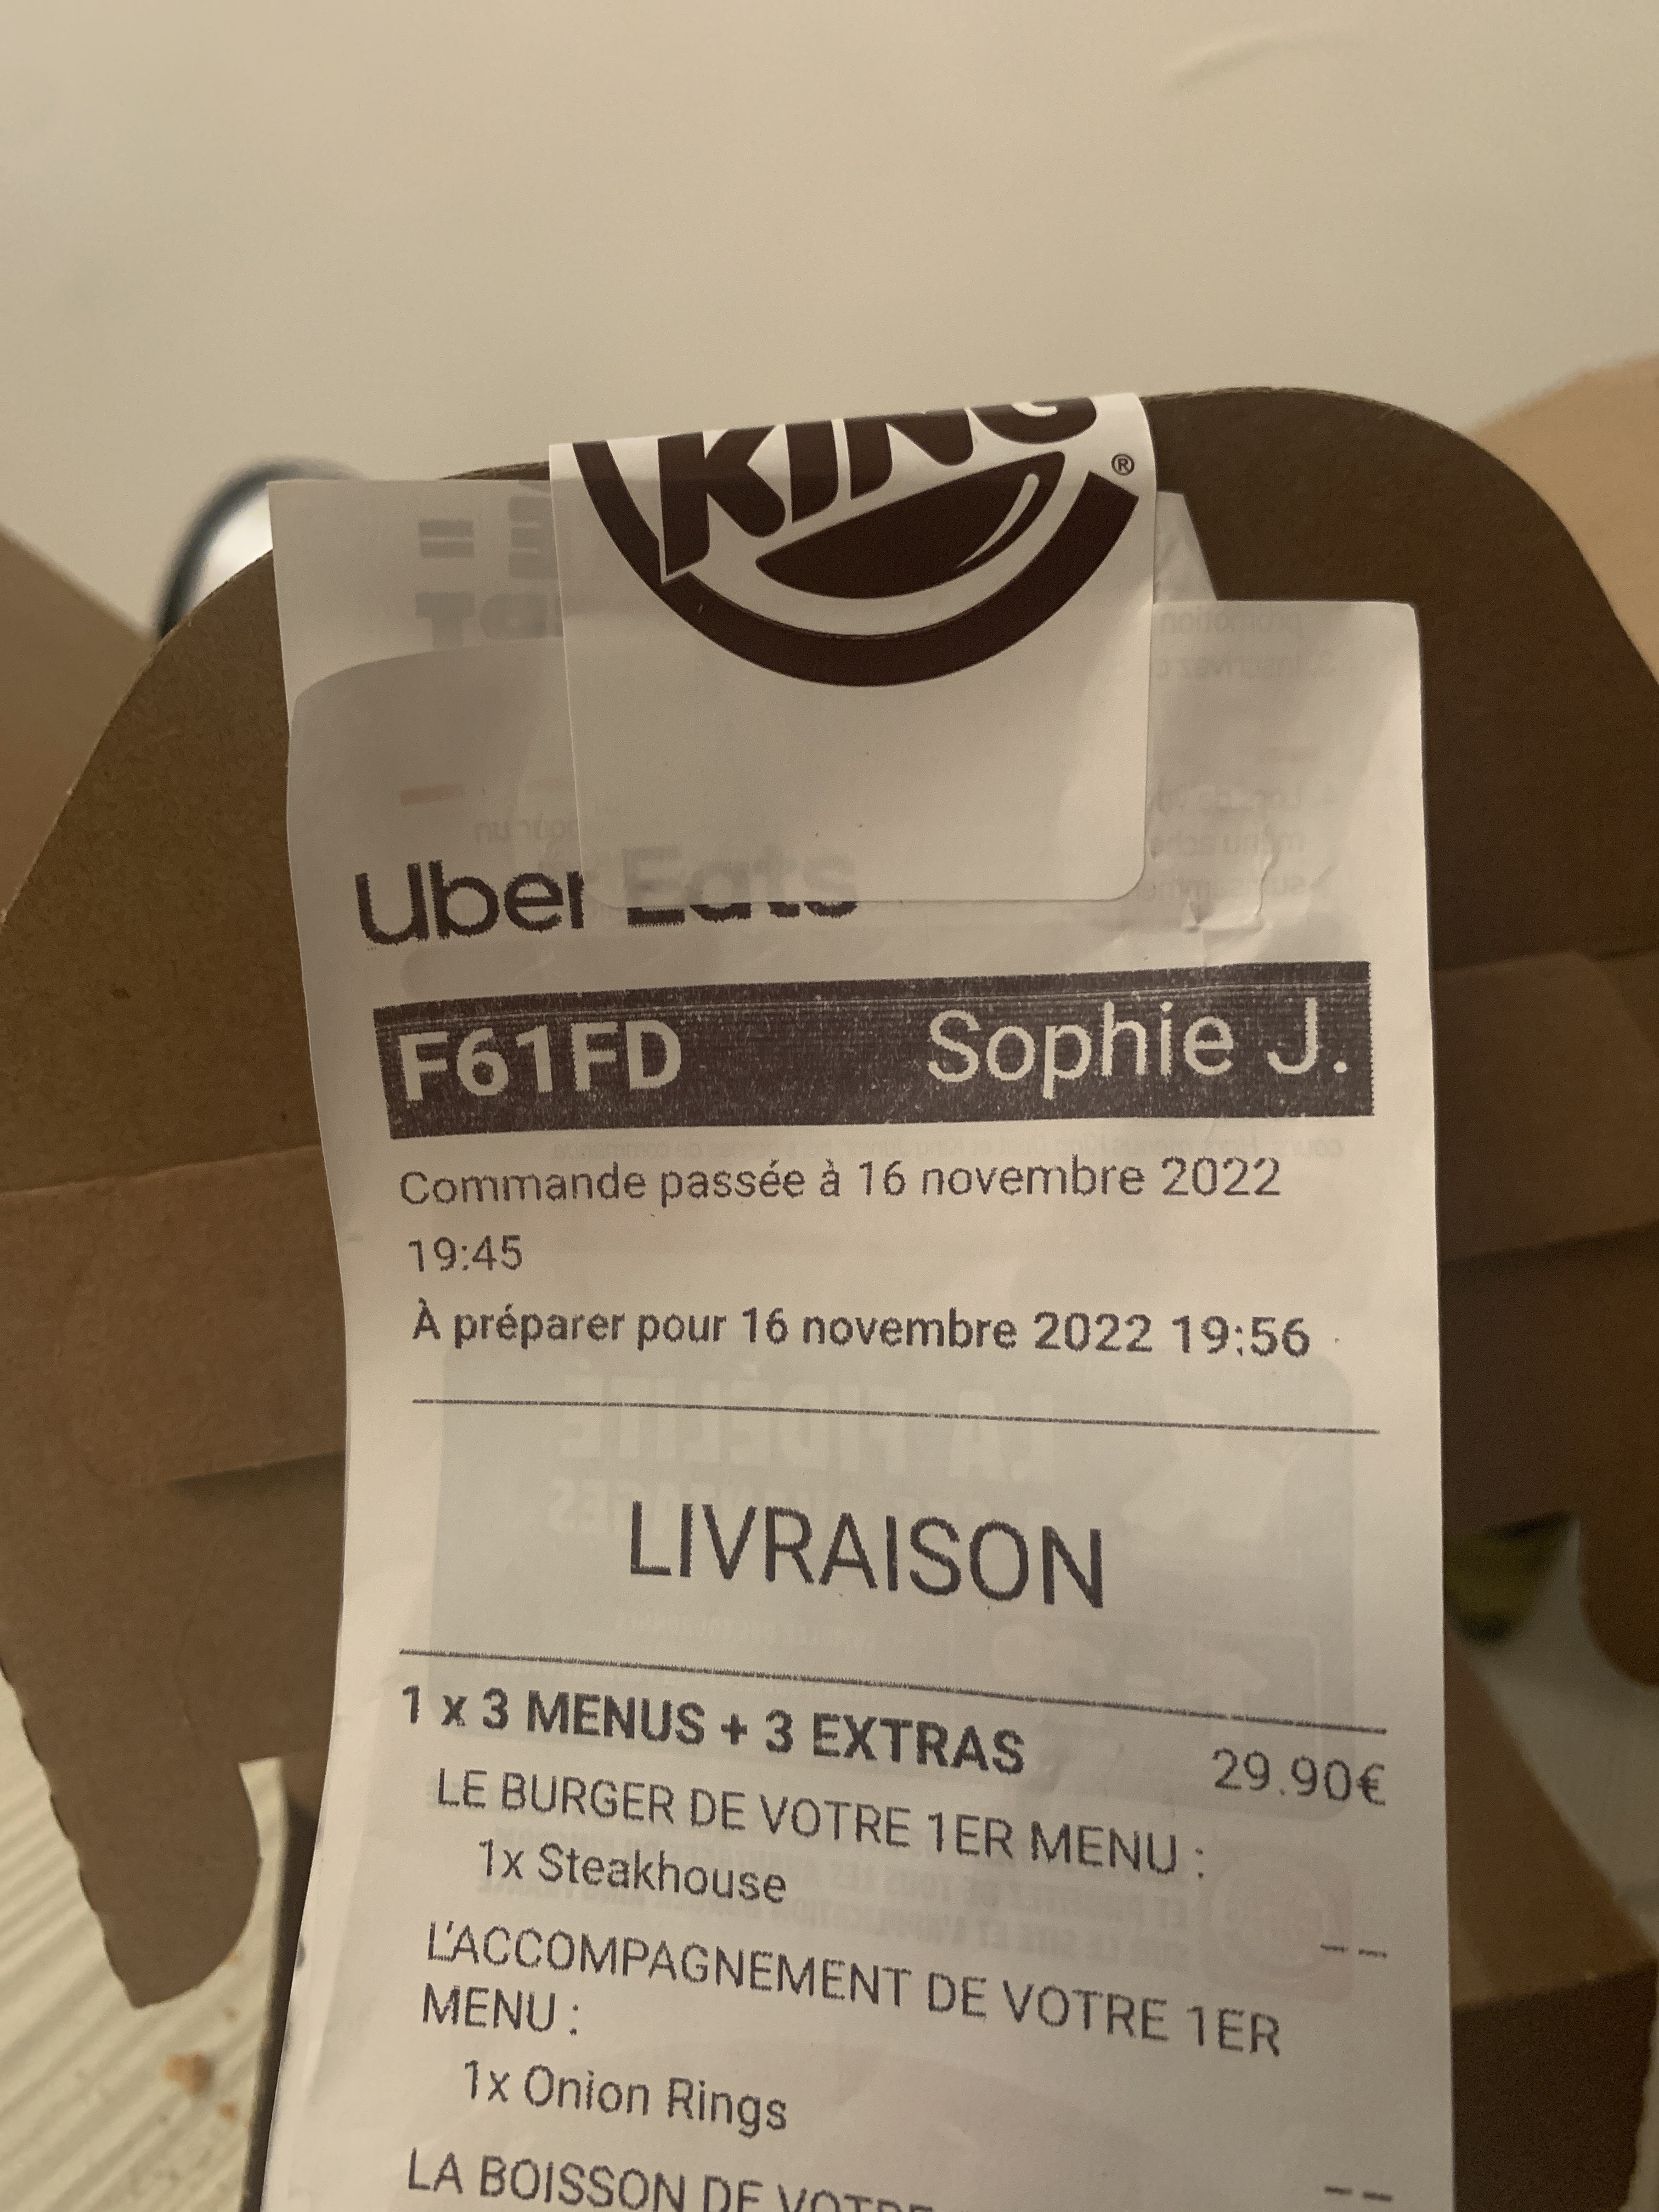 KING
®
Uber Eats
F61FD Sophie J.
Commande passée à 16 novembre 2022
19:45
À préparer pour 16 novembre 2022 19:56
LIVRAISON
1 x 3 MENUS + 3 EXTRAS 29.90€
LE BURGER DE VOTRE 1ER MENU :
1x Steakhouse --
L'ACCOMPAGNEMENT DE VOTRE 1ER
MENU :
1x Onion Rings --
LA BOISSON DE VOTRE